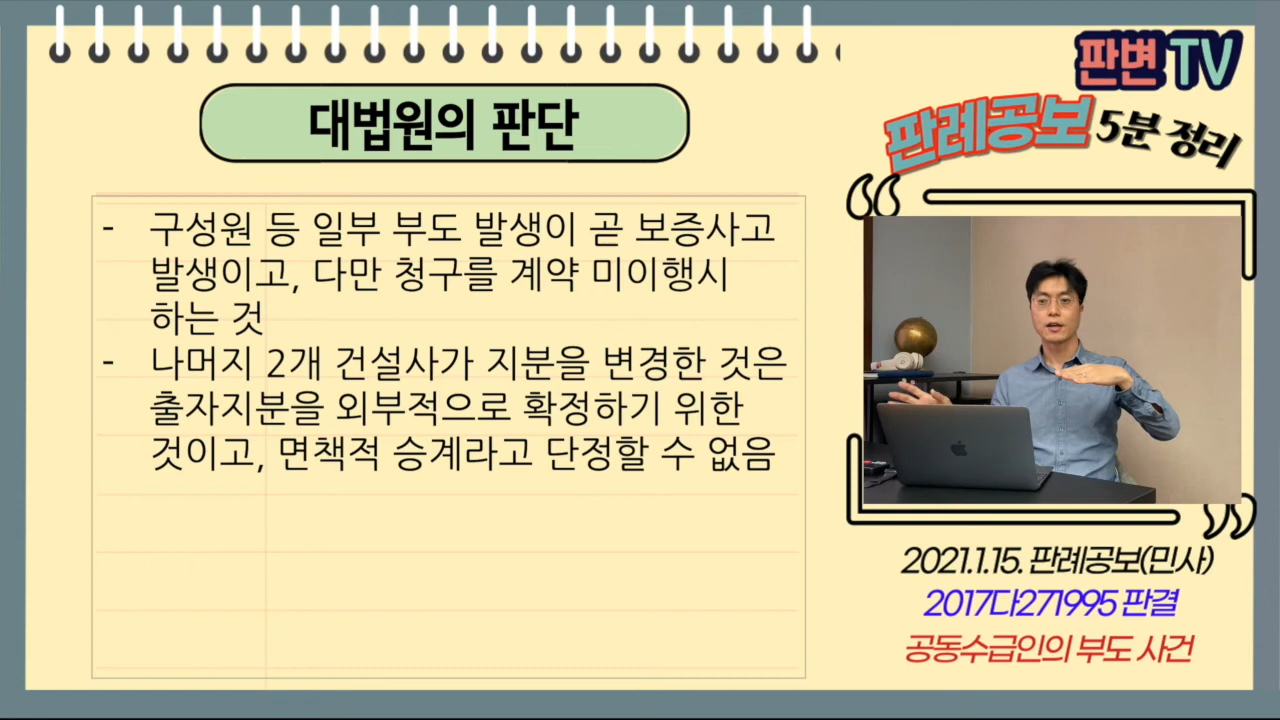 판변 TV
판례공보 5분 정리
대법원의 판단
- 구성원 등 일부 부도 발생이 곧 보증사고
발생이고, 다만 청구를 계약 미이행시
하는 것
- 나머지 2개 건설사가 지분을 변경한 것은
출자지분을 외부적으로 확정하기 위한
것이고, 면책적 승계라고 단정할 수 없음
2021.1.15. 판례공보(민사)
2017다271995 판결
공동수급인의 부도 사건